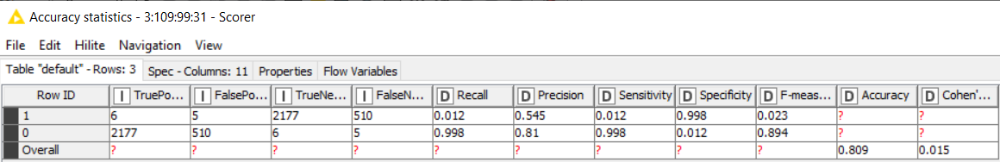 Accuracy statistics - 3:109:99:31 - Scorer
File Edit Hilite Navigation View
Table "default" - Rows: 3 Spec - Columns: 11 Properties Flow Variables
Row ID I TruePo... I FalsePo... I TrueNe... I FalseN... D Recall D Precision D Sensitivity D Specificity D F-meas... D Accuracy D Cohen'...
1 6 5 2177 510 0.012 0.545 0.012 0.998 0.023 ? ?
0 2177 510 6 5 0.998 0.81 0.998 0.012 0.894 ? ?
Overall ? ? ? ? ? ? ? ? ? 0.809 0.015